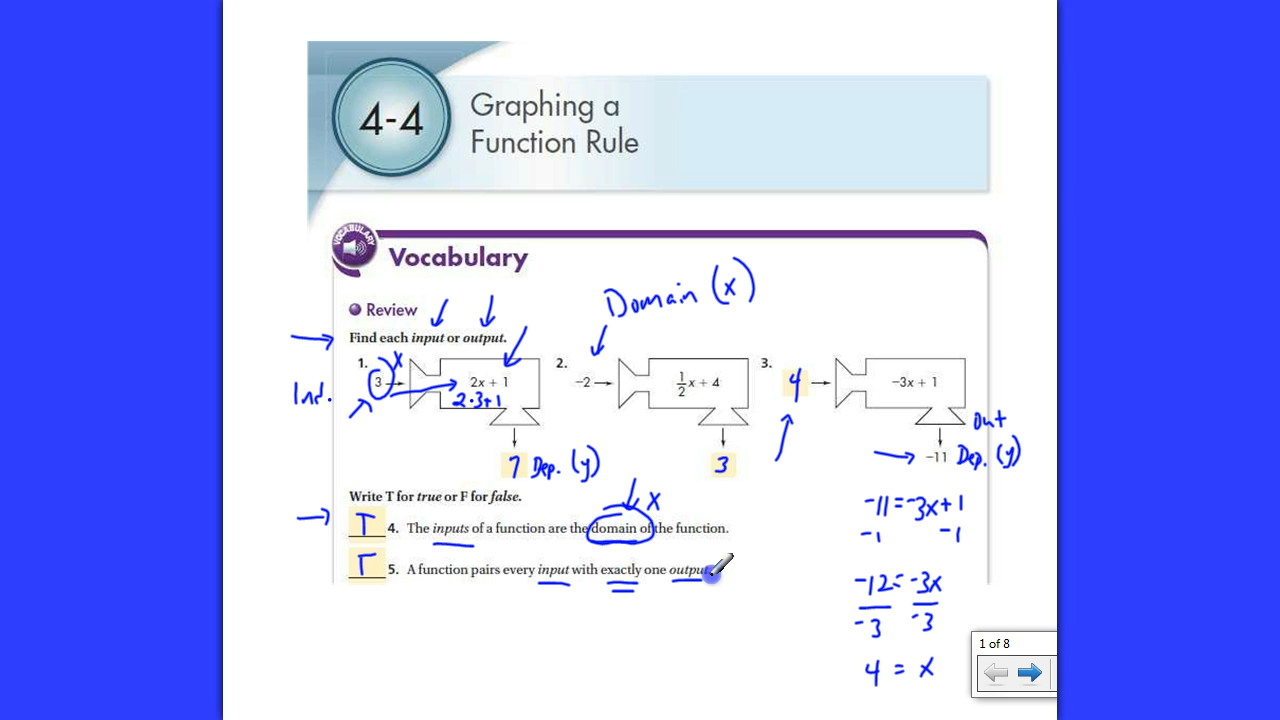 4-4
Graphing a
Function Rule
VOCABULARY
Vocabulary
Domain (x)
Review
Find each input or output.
1.
x
2.
3.
3
2x + 1
2·3+1
-2
1/2 x + 4
4
-3x + 1
Ind.
out
7 Dep. (y)
3
-11 Dep. (y)
Write T for true or F for false.
x
T 4. The inputs of a function are the domain of the function.
T 5. A function pairs every input with exactly one output.
-11 = -3x + 1
-1 -1
-12 = -3x
-3 -3
4 = x
1 of 8